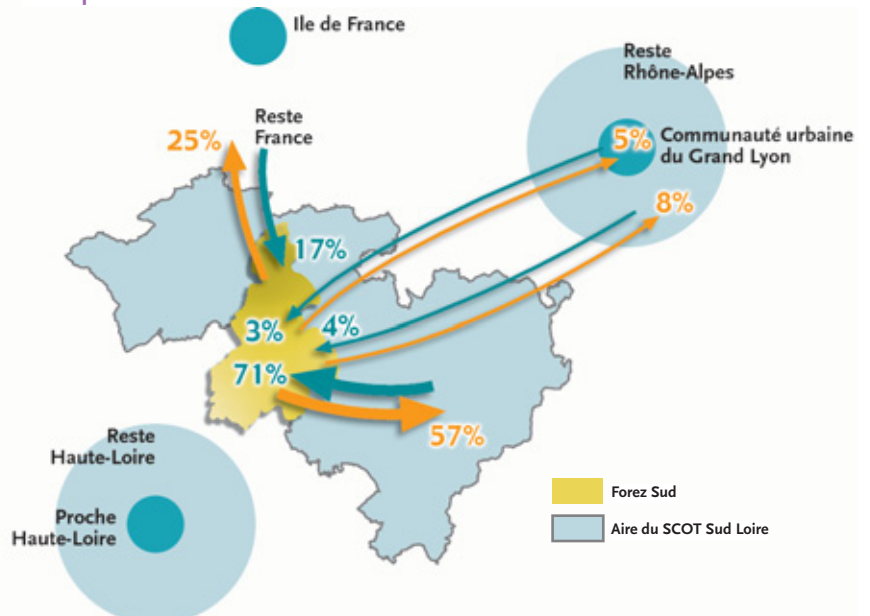 Ile de France
Reste
Rhône-Alpes
Reste
France
25%
5%
Communauté urbaine
du Grand Lyon
8%
17%
3%
4%
71%
57%
Reste
Haute-Loire
Proche
Haute-Loire
Forez Sud
Aire du SCOT Sud Loire